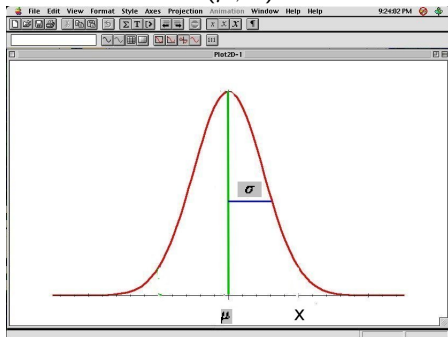 File Edit View Format Style Axes Projection Animation Window Help Help 9:24:02 PM
Plot2D-1
σ
μ X